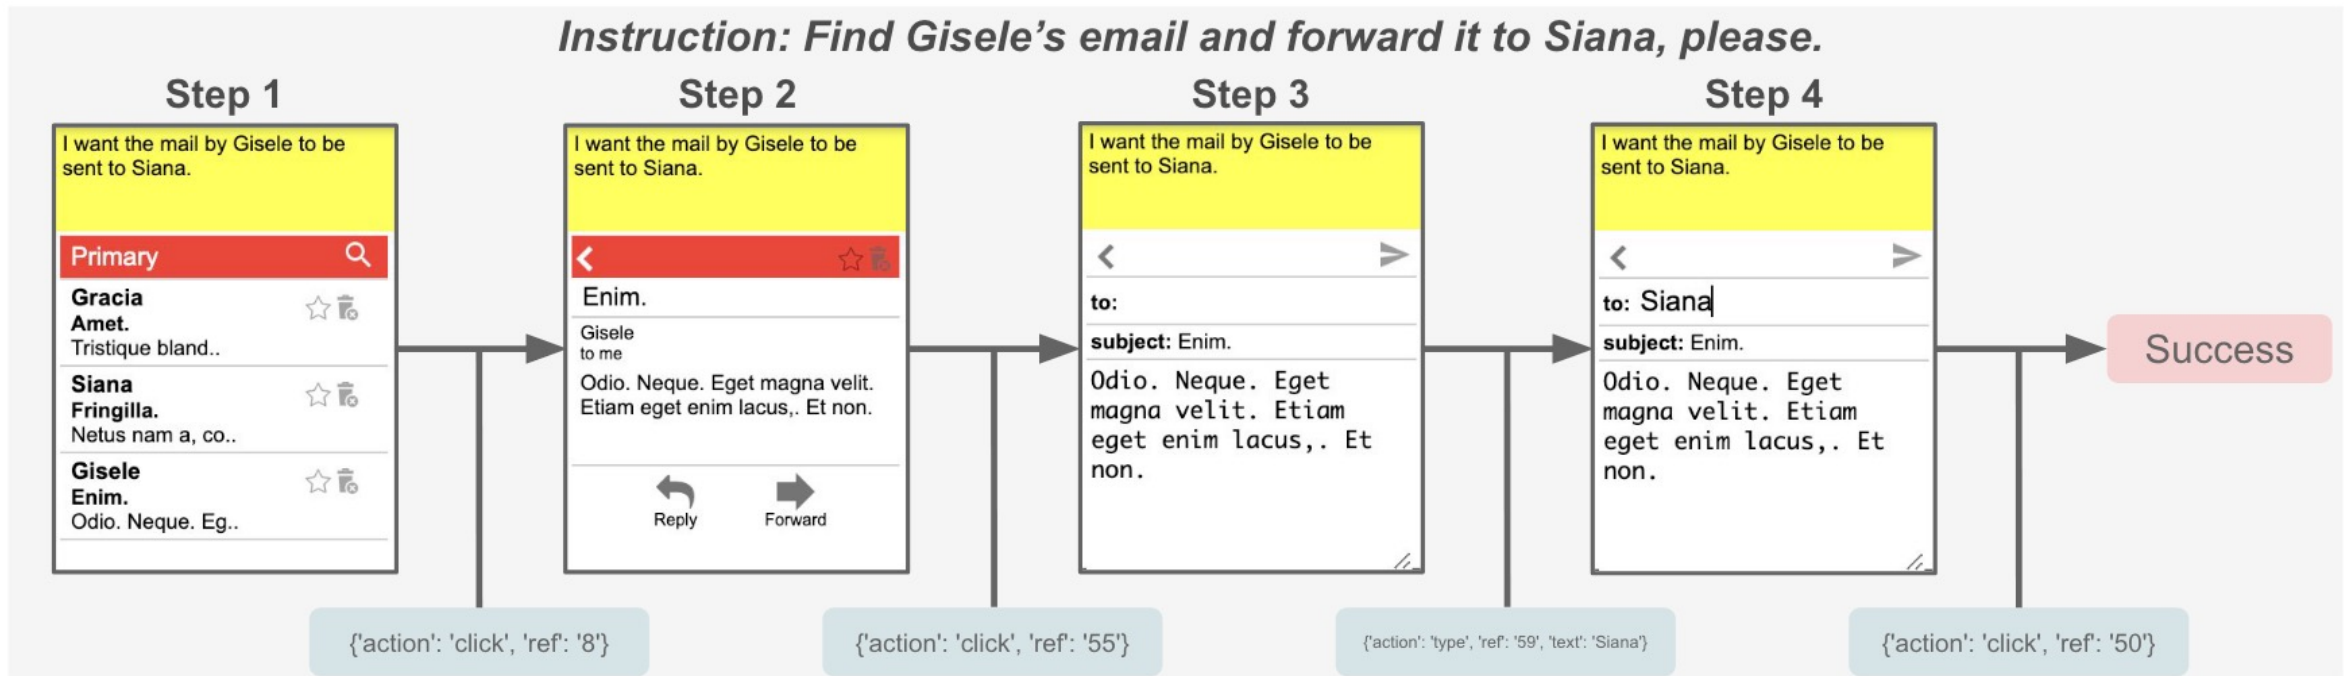 Instruction: Find Gisele’s email and forward it to Siana, please.
Step 1
I want the mail by Gisele to be
sent to Siana.
Primary
Gracia
Amet.
Tristique bland..
Siana
Fringilla.
Netus nam a, co..
Gisele
Enim.
Odio. Neque. Eg..
{'action': 'click', 'ref': '8'}
Step 2
I want the mail by Gisele to be
sent to Siana.
Enim.
Gisele
to me
Odio. Neque. Eget magna velit.
Etiam eget enim lacus,. Et non.
Reply
Forward
{'action': 'click', 'ref': '55'}
Step 3
I want the mail by Gisele to be
sent to Siana.
to:
subject: Enim.
Odio. Neque. Eget
magna velit. Etiam
eget enim lacus,. Et
non.
{'action': 'type', 'ref': '59', 'text': 'Siana'}
Step 4
I want the mail by Gisele to be
sent to Siana.
to: Siana
subject: Enim.
Odio. Neque. Eget
magna velit. Etiam
eget enim lacus,. Et
non.
{'action': 'click', 'ref': '50'}
Success